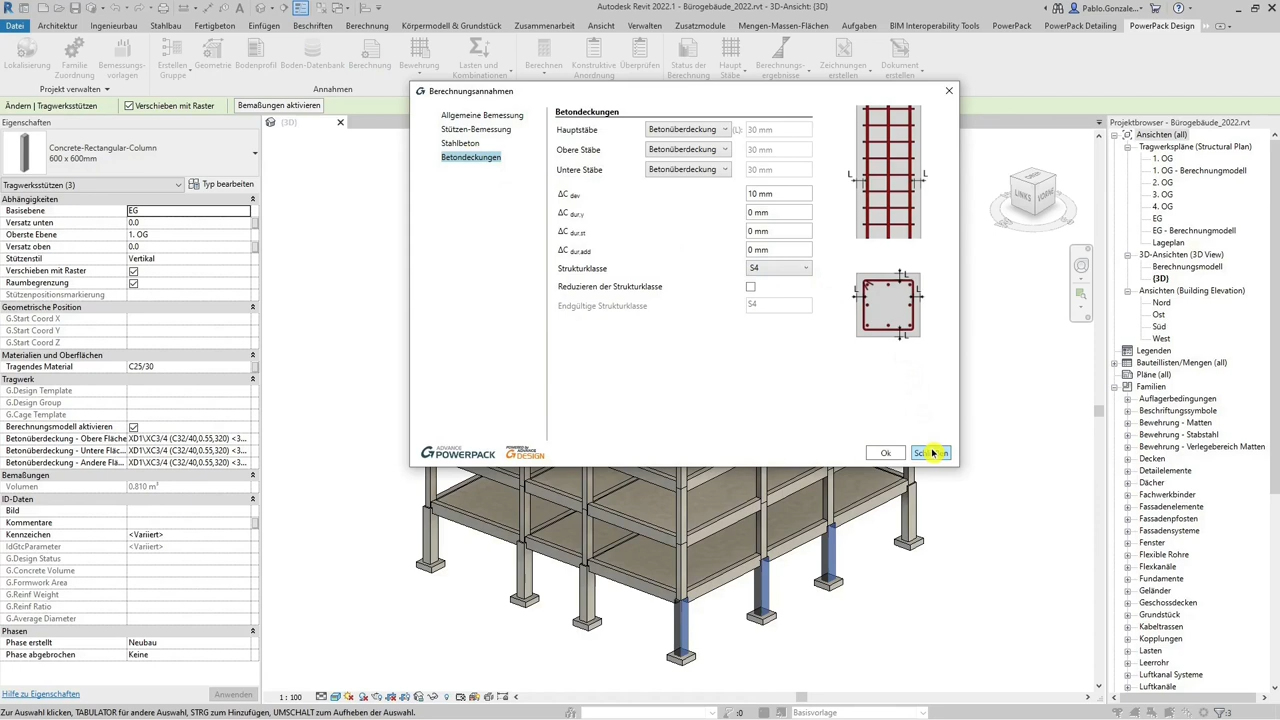 Autodesk Revit 2022.1 - Bürogebäude_2022.rvt - 3D-Ansicht: {3D}
Pablo.Gonzale...
Datei Architektur Ingenieurbau Stahlbau Fertigteile Einfügen Beschriften Berechnung Körpermodell & Grundstück Zusammenarbeit Ansicht Verwalten Zusatzmodule Mengen-Massen-Flächen Aufgaben BIM Interoperability Tools PowerPack PowerPack Detailing PowerPack Design
Lokalisierung Familie Zuordnung Bemessungs- vorlagen Erstellen Gruppe Geometrie Bodenprofil Boden-Datenbank Berechnung Bewehrung Lasten und Kombinationen Berechnen Konstruktive Anordnung Überprüfen Status der Berechnung Haupt Stäbe Berechnungs- ergebnisse Zeichnungen erstellen Dokument erstellen
Projekt verwalten Annahmen
Ändern | Tragwerksstützen Verschieben mit Raster Bemaßungen aktivieren
Eigenschaften
Concrete-Rectangular-Column
600 x 600mm
Tragwerksstützen (3) Typ bearbeiten
Abhängigkeiten
Basisebene EG
Versatz unten 0.0
Oberste Ebene 1. OG
Versatz oben 0.0
Stützenstil Vertikal
Verschieben mit Raster
Raumbegrenzung
Stützenpositionsmarkierung
Geometrische Position
G.Start Coord X
G.Start Coord Y
G.Start Coord Z
Materialien und Oberflächen
Tragendes Material C25/30
Tragwerk
G.Design Template
G.Design Group
G.Cage Template
Berechnungsmodell aktivieren
Betonüberdeckung - Obere Fläche XD1\XC3/4 (C32/40,0.55,320) <3...
Betonüberdeckung - Untere Fläc... XD1\XC3/4 (C32/40,0.55,320) <3...
Betonüberdeckung - Andere Fläc... XD1\XC3/4 (C32/40,0.55,320) <3...
Bemaßungen
Volumen 0.810 m³
ID-Daten
Bild
Kommentare
Kennzeichen <Variiert>
IdGtcParameter <Variiert>
G.Design Status
G.Concrete Volume
G.Formwork Area
G.Reinf Weight
G.Reinf Ratio
G.Average Diameter
Phasen
Phase erstellt Neubau
Phase abgebrochen Keine
Hilfe zu Eigenschaften Anwenden
{3D}
Berechnungsannahmen
Allgemeine Bemessung
Stützen-Bemessung
Stahlbeton
Betondeckungen
Betondeckungen
Hauptstäbe Betonüberdeckung (L): 30 mm
Obere Stäbe Betonüberdeckung 30 mm
Untere Stäbe Betonüberdeckung 30 mm
ΔC dev 10 mm
ΔC dur,y 0 mm
ΔC dur,st 0 mm
ΔC dur,add 0 mm
Strukturklasse S4
Reduzieren der Strukturklasse
Endgültige Strukturklasse S4
L L
L
L L
L
ADVANCE POWERPACK POWERED BY ADVANCE DESIGN
Ok
LINKS VORNE
Projektbrowser - Bürogebäude_2022.rvt
Ansichten (all)
Tragwerkspläne (Structural Plan)
1. OG
1. OG - Berechnungsmodell
2. OG
3. OG
4. OG
EG
EG - Berechnungsmodell
Lageplan
3D-Ansichten (3D View)
Berechnungsmodell
{3D}
Ansichten (Building Elevation)
Nord
Ost
Süd
West
Legenden
Bauteillisten/Mengen (all)
Pläne (all)
Familien
Auflagerbedingungen
Beschriftungssymbole
Bewehrung - Matten
Bewehrung - Stabstahl
Bewehrung - Verlegebereich Matten
Decken
Detailelemente
Dächer
Fachwerkbinder
Fassadenelemente
Fassadenpfosten
Fassadensysteme
Fenster
Flexible Rohre
Flexkanäle
Fundamente
Geländer
Geschossdecken
Grundstück
Kabeltrassen
Kopplungen
Lasten
Leerrohr
Luftkanal Systeme
Luftkanäle
1 : 100
Zur Auswahl klicken, TABULAR für andere Auswahl, STRG zum Hinzufügen, UMSCHALT zum Aufheben der Auswahl. :0 Basisvorlage :3